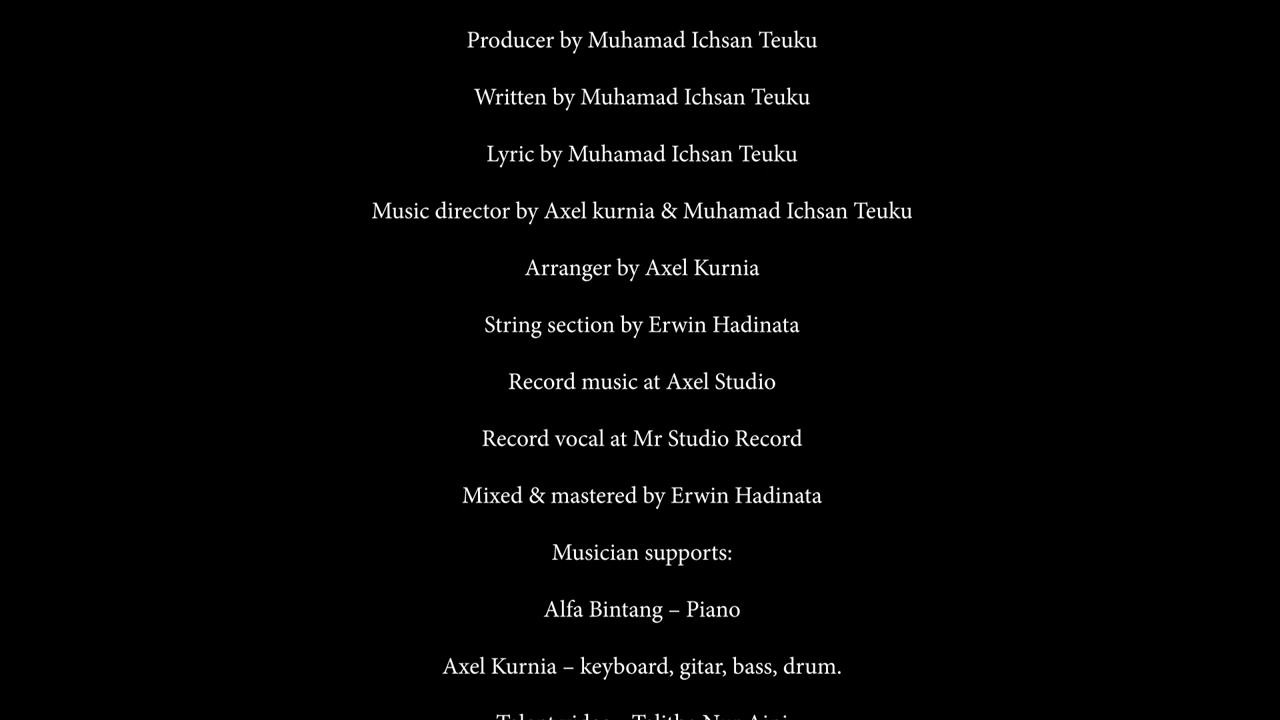 Producer by Muhamad Ichsan Teuku
Written by Muhamad Ichsan Teuku
Lyric by Muhamad Ichsan Teuku
Music director by Axel kurnia & Muhamad Ichsan Teuku
Arranger by Axel Kurnia
String section by Erwin Hadinata
Record music at Axel Studio
Record vocal at Mr Studio Record
Mixed & mastered by Erwin Hadinata
Musician supports:
Alfa Bintang – Piano
Axel Kurnia – keyboard, gitar, bass, drum.